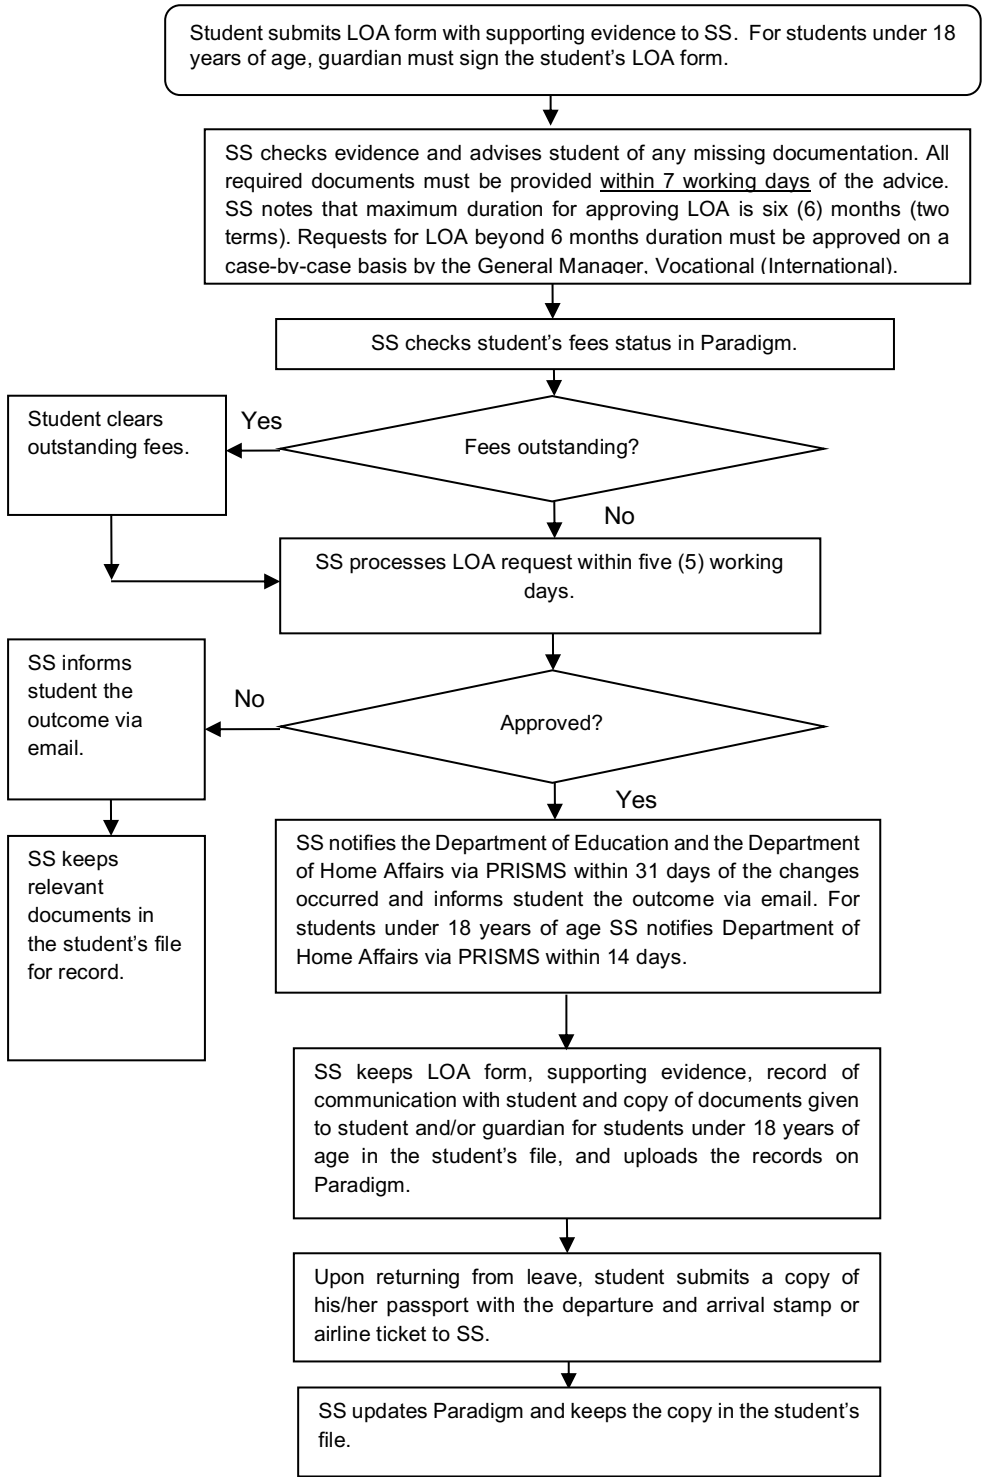 Student submits LOA form with supporting evidence to SS. For students under 18
years of age, guardian must sign the student's LOA form.
SS checks evidence and advises student of any missing documentation. All
required documents must be provided within 7 working days of the advice.
SS notes that maximum duration for approving LOA is six (6) months (two
terms). Requests for LOA beyond 6 months duration must be approved on a
case-by-case basis by the General Manager, Vocational (International).
SS checks student's fees status in Paradigm.
Fees outstanding?
Yes
Student clears
outstanding fees.
No
SS processes LOA request within five (5) working
days.
Approved?
No
SS informs
student the
outcome via
email.
SS keeps
relevant
documents in
the student's file
for record.
Yes
SS notifies the Department of Education and the Department
of Home Affairs via PRISMS within 31 days of the changes
occurred and informs student the outcome via email. For
students under 18 years of age SS notifies Department of
Home Affairs via PRISMS within 14 days.
SS keeps LOA form, supporting evidence, record of
communication with student and copy of documents given
to student and/or guardian for students under 18 years of
age in the student's file, and uploads the records on
Paradigm.
Upon returning from leave, student submits a copy of
his/her passport with the departure and arrival stamp or
airline ticket to SS.
SS updates Paradigm and keeps the copy in the student's
file.